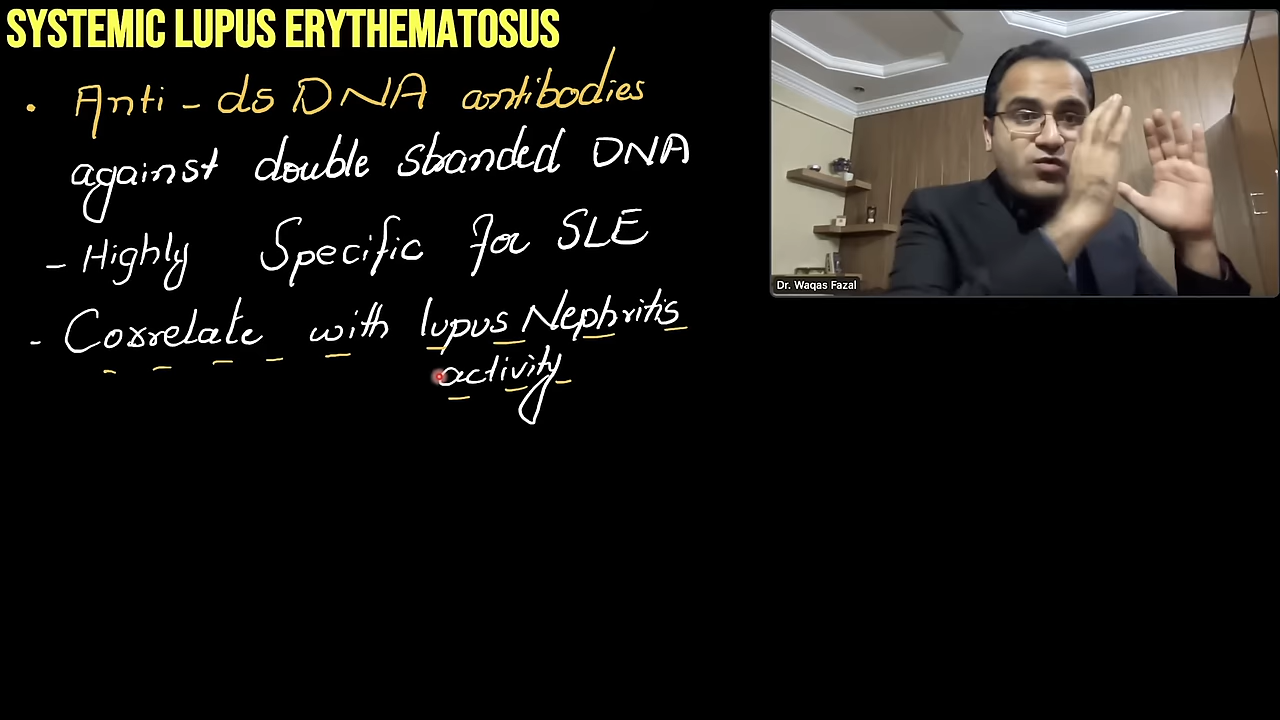 SYSTEMIC LUPUS ERYTHEMATOSUS
• Anti-ds DNA antibodies
against double stranded DNA
- Highly Specific for SLE
- Correlate with lupus Nephritis
activity
Dr. Waqas Fazal